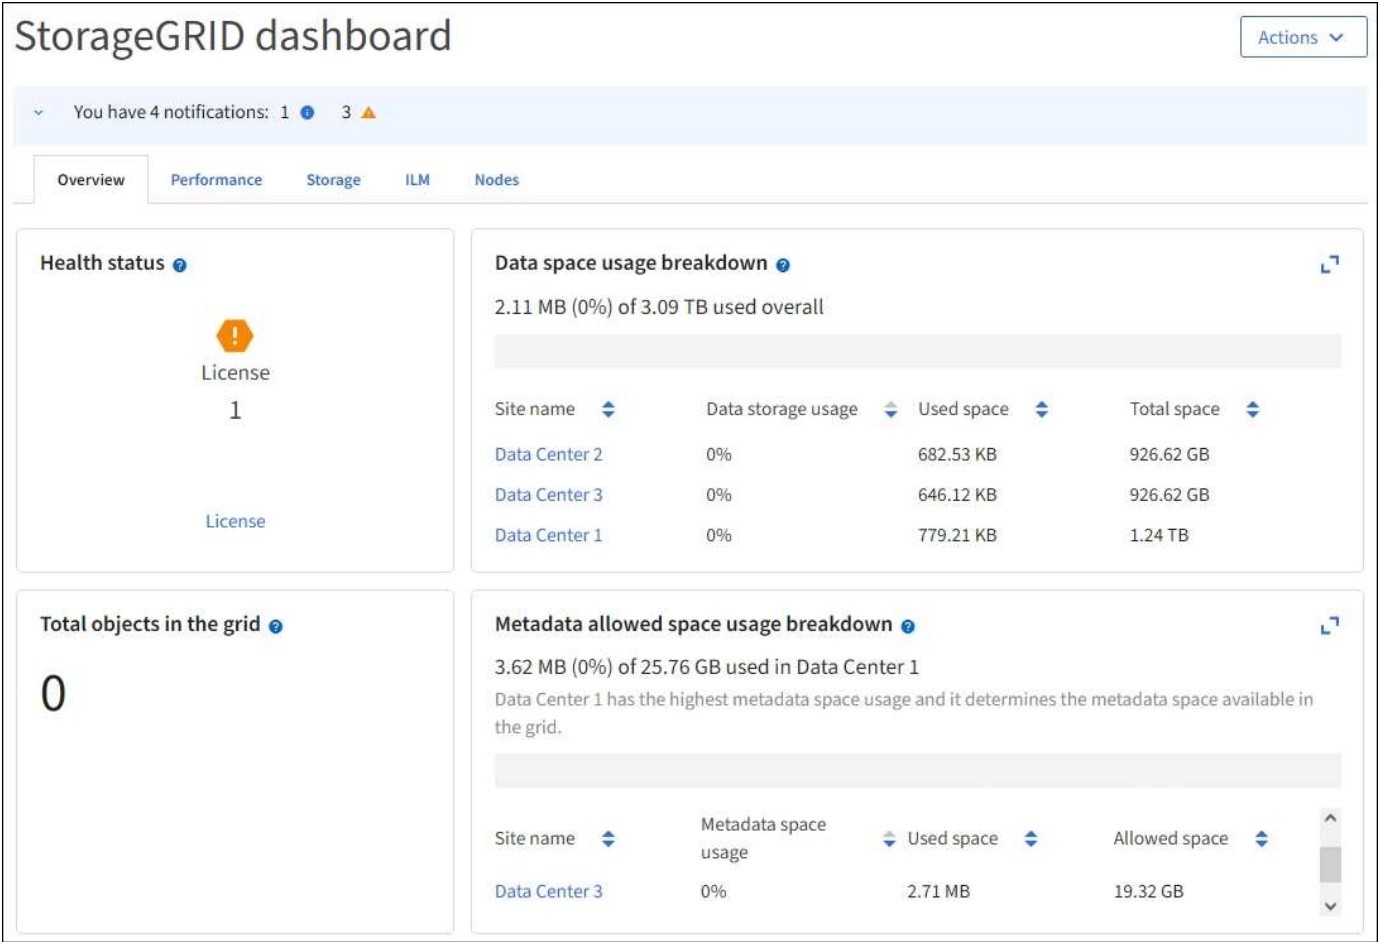 StorageGRID dashboard
Actions
You have 4 notifications: 1 3
Overview Performance Storage ILM Nodes
Health status
License
1
License
Data space usage breakdown
2.11 MB (0%) of 3.09 TB used overall
Site name Data storage usage Used space Total space
Data Center 2 0% 682.53 KB 926.62 GB
Data Center 3 0% 646.12 KB 926.62 GB
Data Center 1 0% 779.21 KB 1.24 TB
Total objects in the grid
0
Metadata allowed space usage breakdown
3.62 MB (0%) of 25.76 GB used in Data Center 1
Data Center 1 has the highest metadata space usage and it determines the metadata space available in
the grid.
Site name Metadata space usage Used space Allowed space
Data Center 3 0% 2.71 MB 19.32 GB